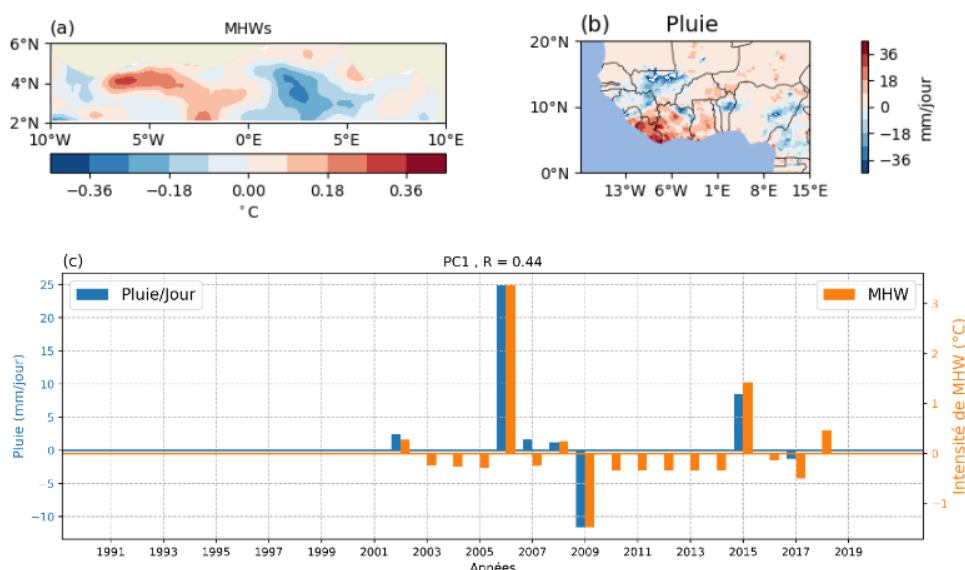 (a) MHWs
6°N
4°N
2°N
10°W 5°W 0°E 5°E 10°E
−0.36 −0.18 0.00 0.18 0.36
°C
(b) Pluie
20°N
10°N
0°N
13°W 6°W 1°E 8°E 15°E
36
18
0
−18
−36
mm/jour
(c) PC1 , R = 0.44
Pluie/Jour
MHW
25
20
15
10
5
0
−5
−10
Pluie (mm/jour)
3
2
1
0
−1
Intensité de MHW (°C)
1991 1993 1995 1997 1999 2001 2003 2005 2007 2009 2011 2013 2015 2017 2019
Années